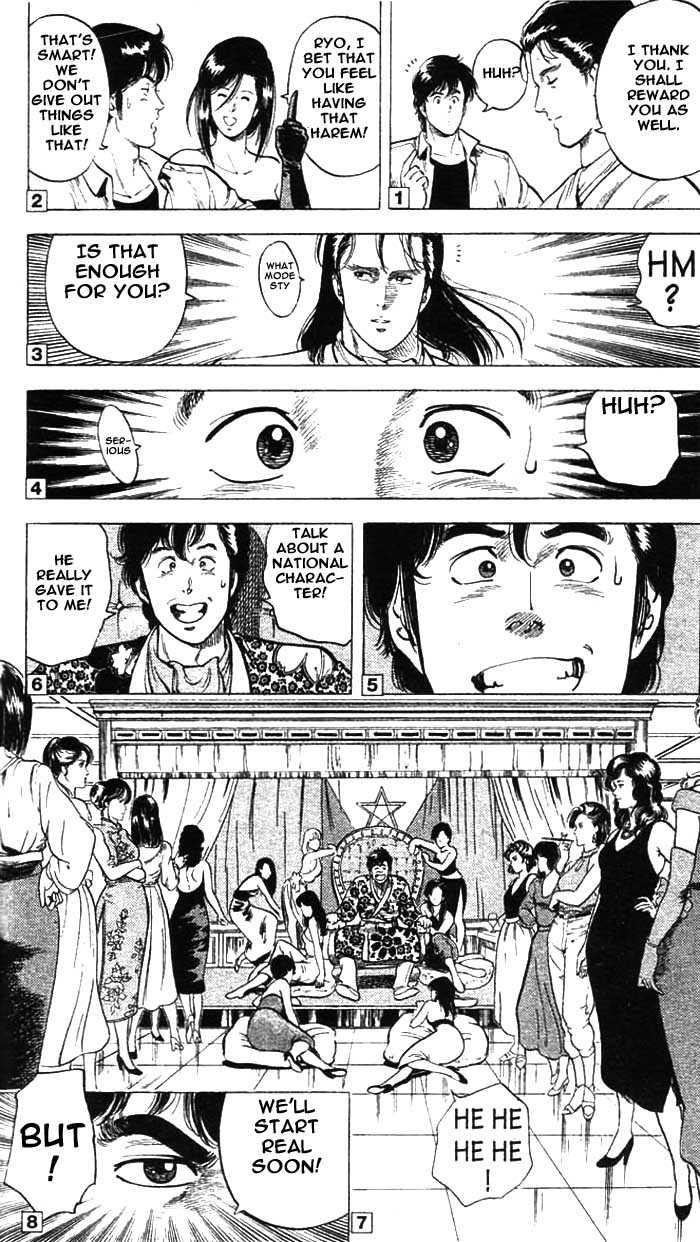 I THANK
YOU. I
SHALL
REWARD
YOU AS
WELL.
HUH?
1
RYO, I
BET THAT
YOU FEEL
LIKE
HAVING
THAT
HAREM!
THAT'S
SMART!
WE
DON'T
GIVE OUT
THINGS
LIKE
THAT!
2
HM
?
WHAT
MODE
STY
IS THAT
ENOUGH
FOR YOU?
3
HUH?
SER-
IOUS
4
5
TALK
ABOUT A
NATIONAL
CHARAC-
TER!
HE
REALLY
GAVE IT
TO ME!
6
HE HE
HE HE
!
7
WE'LL
START
REAL
SOON!
BUT
!
8